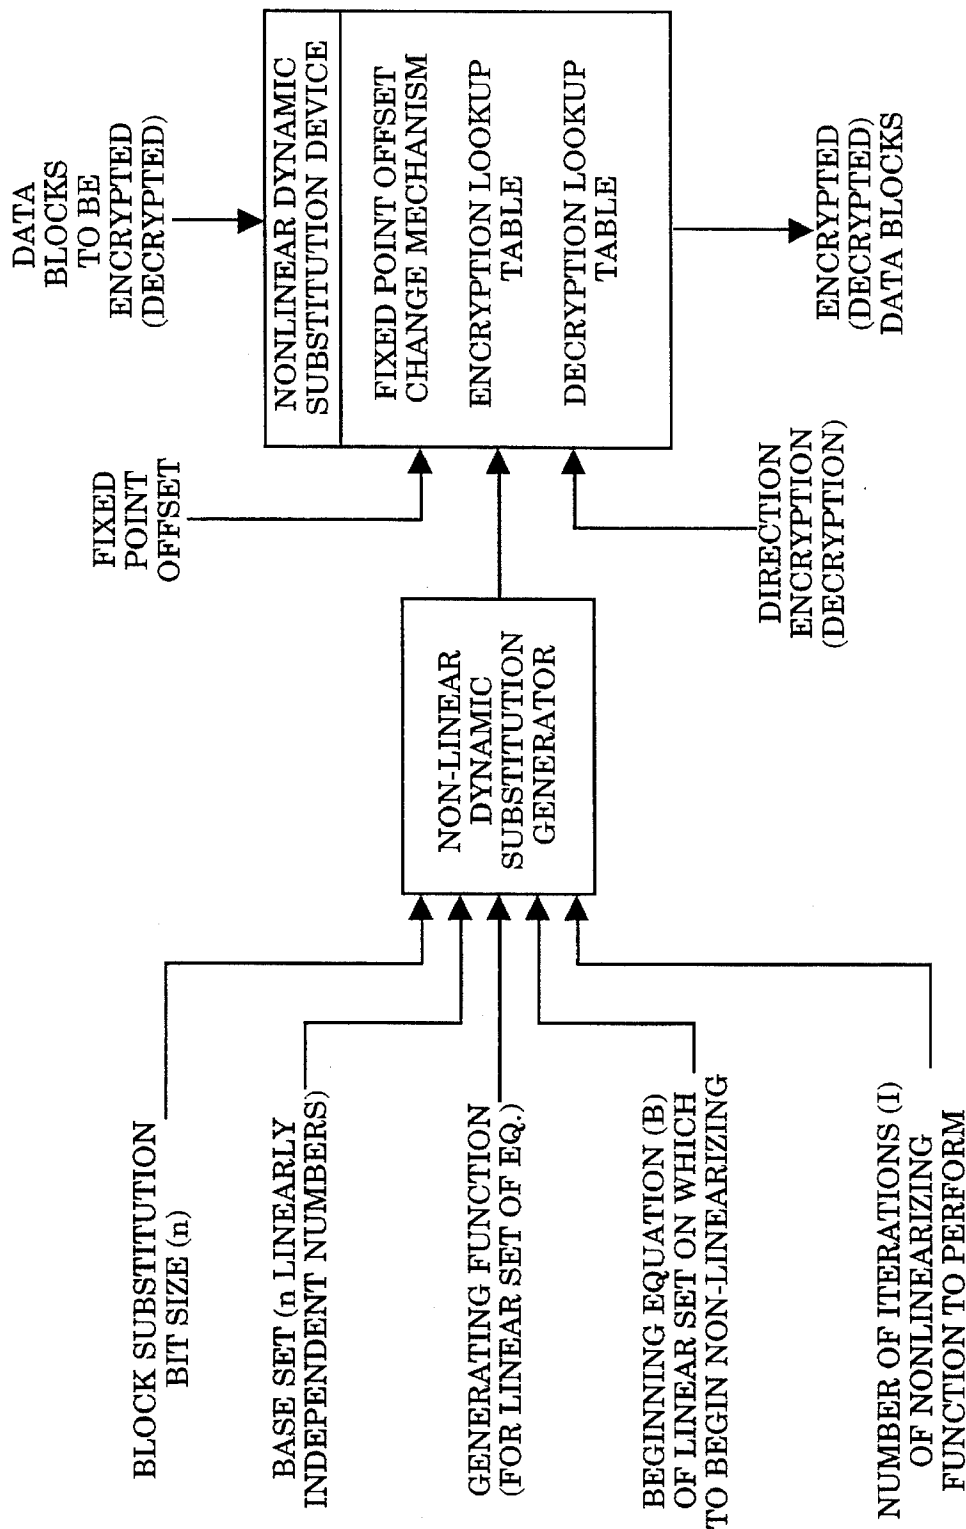 BLOCK SUBSTITUTION
BIT SIZE (n)
BASE SET (n LINEARLY
INDEPENDENT NUMBERS)
GENERATING FUNCTION
(FOR LINEAR SET OF EQ.)
BEGINNING EQUATION (B)
OF LINEAR SET ON WHICH
TO BEGIN NON-LINEARIZING
NUMBER OF ITERATIONS (I)
OF NONLINEARIZING
FUNCTION TO PERFORM
NON-LINEAR
DYNAMIC
SUBSTITUTION
GENERATOR
FIXED
POINT
OFFSET
DIRECTION
ENCRYPTION
(DECRYPTION)
DATA
BLOCKS
TO BE
ENCRYPTED
(DECRYPTED)
NONLINEAR DYNAMIC
SUBSTITUTION DEVICE
FIXED POINT OFFSET
CHANGE MECHANISM
ENCRYPTION LOOKUP
TABLE
DECRYPTION LOOKUP
TABLE
ENCRYPTED
(DECRYPTED)
DATA BLOCKS